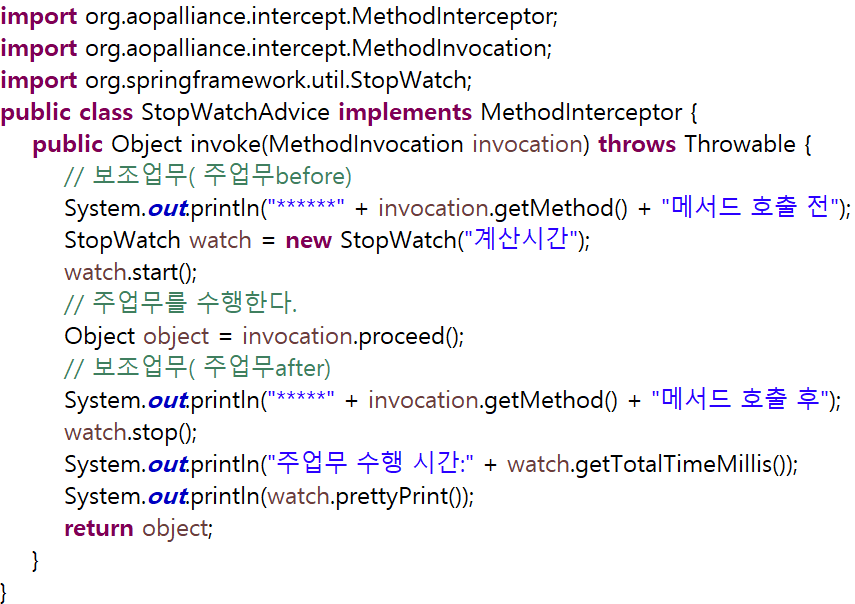 import org.aopalliance.intercept.MethodInterceptor;
import org.aopalliance.intercept.MethodInvocation;
import org.springframework.util.StopWatch;
public class StopWatchAdvice implements MethodInterceptor {
public Object invoke(MethodInvocation invocation) throws Throwable {
// 보조업무( 주업무before)
System.out.println("******" + invocation.getMethod() + "메서드 호출 전");
StopWatch watch = new StopWatch("계산시간");
watch.start();
// 주업무를 수행한다.
Object object = invocation.proceed();
// 보조업무( 주업무after)
System.out.println("*****" + invocation.getMethod() + "메서드 호출 후");
watch.stop();
System.out.println("주업무 수행 시간:" + watch.getTotalTimeMillis());
System.out.println(watch.prettyPrint());
return object;
}
}